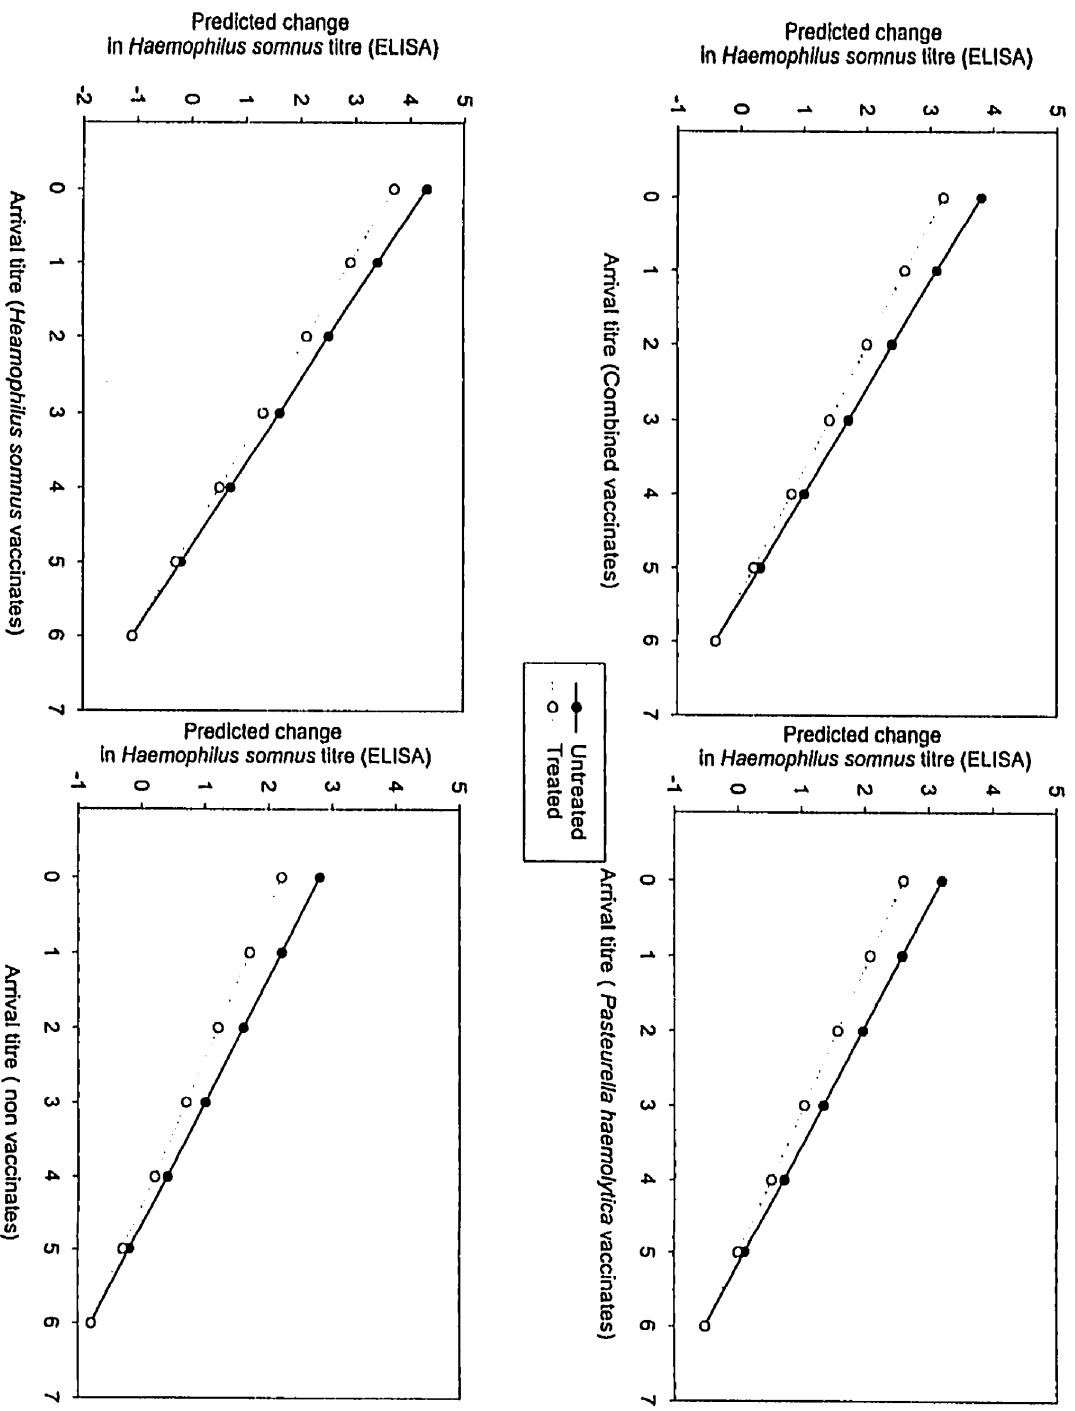 Predicted change
in Haemophilus somnus titre (ELISA)
-1 0 1 2 3 4 5
0 1 2 3 4 5 6 7
Arrival titre (Combined vaccinates)
Predicted change
in Haemophilus somnus titre (ELISA)
-1 0 1 2 3 4 5
0 1 2 3 4 5 6 7
Arrival titre ( Pasteurella haemolytica vaccinates)
Untreated
Treated
Predicted change
in Haemophilus somnus titre (ELISA)
-2 -1 0 1 2 3 4 5
0 1 2 3 4 5 6 7
Arrival titre (Heamophilus somnus vaccinates)
Predicted change
in Haemophilus somnus titre (ELISA)
-1 0 1 2 3 4 5
0 1 2 3 4 5 6 7
Arrival titre ( non vaccinates)